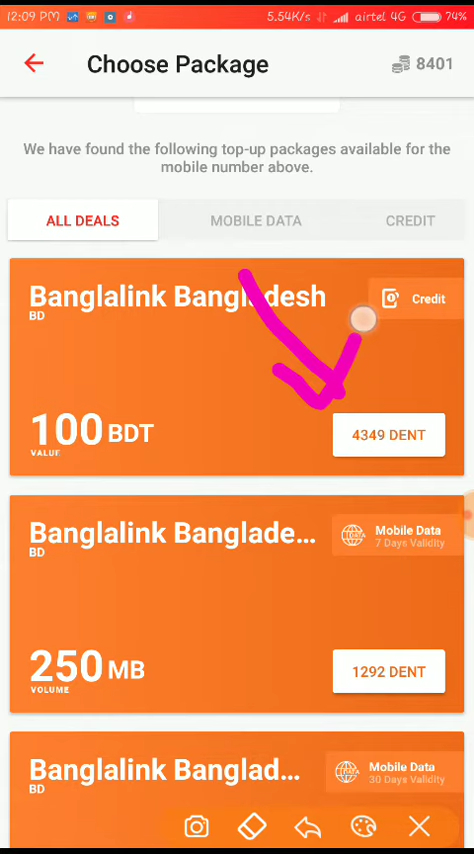 12:09 PM 5.54K/s airtel 4G 74%
Choose Package 8401
We have found the following top-up packages available for the
mobile number above.
ALL DEALS MOBILE DATA CREDIT
Banglalink Bangladesh Credit
BD
100 BDT 4349 DENT
VALUE
Banglalink Banglade... Mobile Data
BD 7 Days Validity
250 MB 1292 DENT
VOLUME
Banglalink Banglad... Mobile Data
BD 30 Days Validity